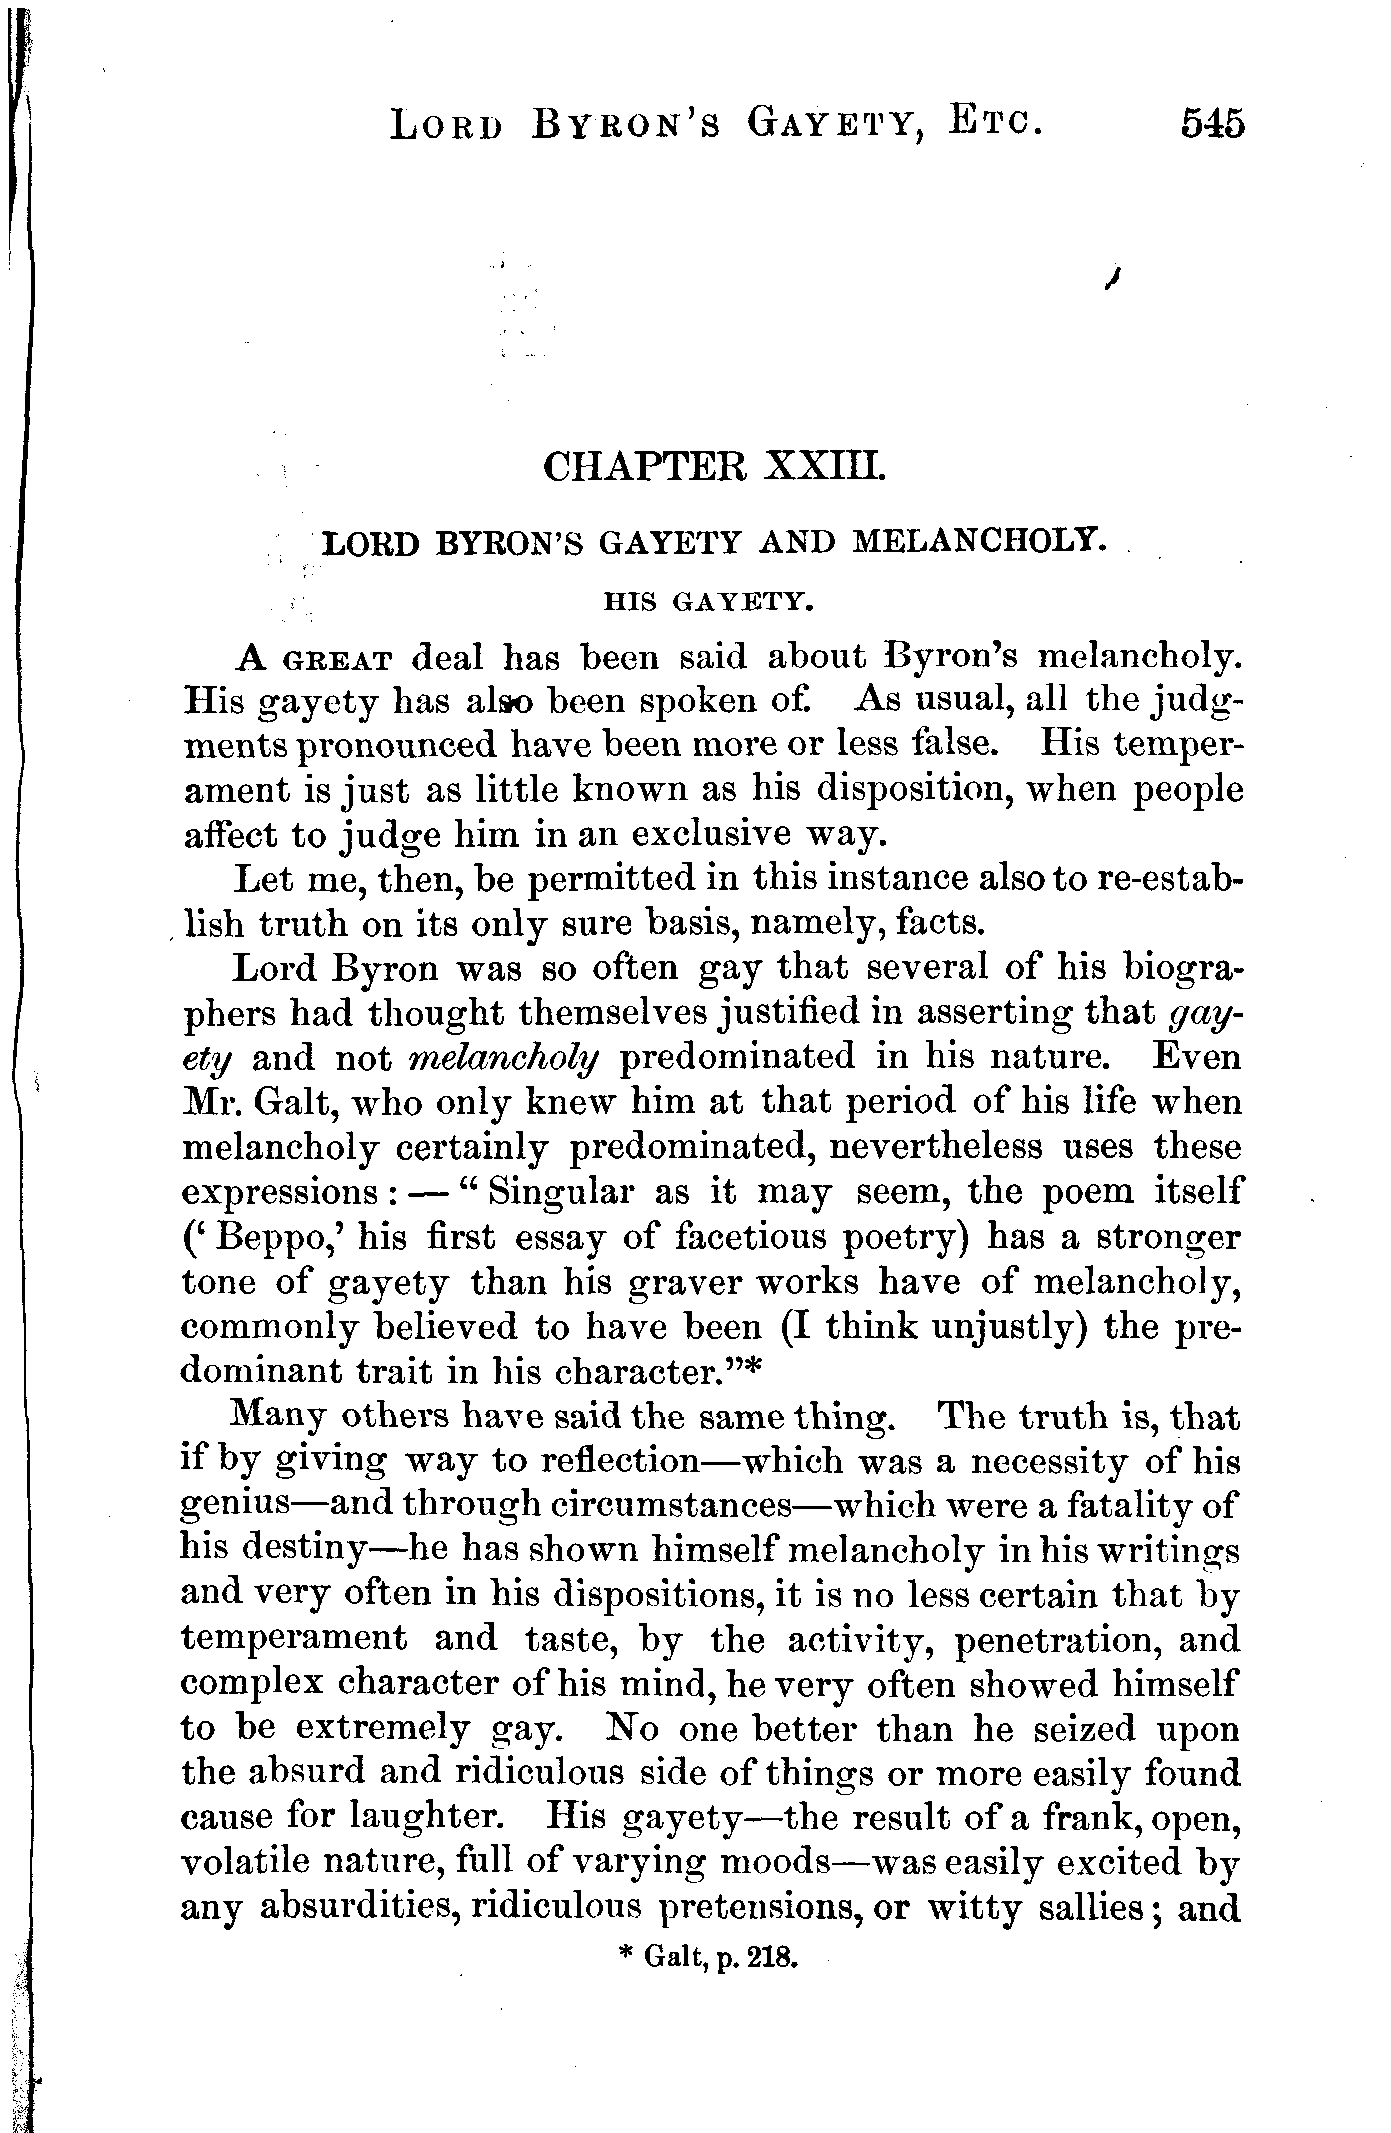 LORD BYRON'S GAYETY, ETC. 545
CHAPTER XXIII.
LORD BYRON'S GAYETY AND MELANCHOLY.
HIS GAYETY.
A GREAT deal has been said about Byron's melancholy.
His gayety has also been spoken of. As usual, all the judg-
ments pronounced have been more or less false. His temper-
ament is just as little known as his disposition, when people
affect to judge him in an exclusive way.
Let me, then, be permitted in this instance also to re-estab-
lish truth on its only sure basis, namely, facts.
Lord Byron was so often gay that several of his biogra-
phers had thought themselves justified in asserting that gay-
ety and not melancholy predominated in his nature. Even
Mr. Galt, who only knew him at that period of his life when
melancholy certainly predominated, nevertheless uses these
expressions : — “ Singular as it may seem, the poem itself
(‘ Beppo,’ his first essay of facetious poetry) has a stronger
tone of gayety than his graver works have of melancholy,
commonly believed to have been (I think unjustly) the pre-
dominant trait in his character.”*
Many others have said the same thing. The truth is, that
if by giving way to reflection—which was a necessity of his
genius—and through circumstances—which were a fatality of
his destiny—he has shown himself melancholy in his writings
and very often in his dispositions, it is no less certain that by
temperament and taste, by the activity, penetration, and
complex character of his mind, he very often showed himself
to be extremely gay. No one better than he seized upon
the absurd and ridiculous side of things or more easily found
cause for laughter. His gayety—the result of a frank, open,
volatile nature, full of varying moods—was easily excited by
any absurdities, ridiculous pretensions, or witty sallies ; and
* Galt, p. 218.